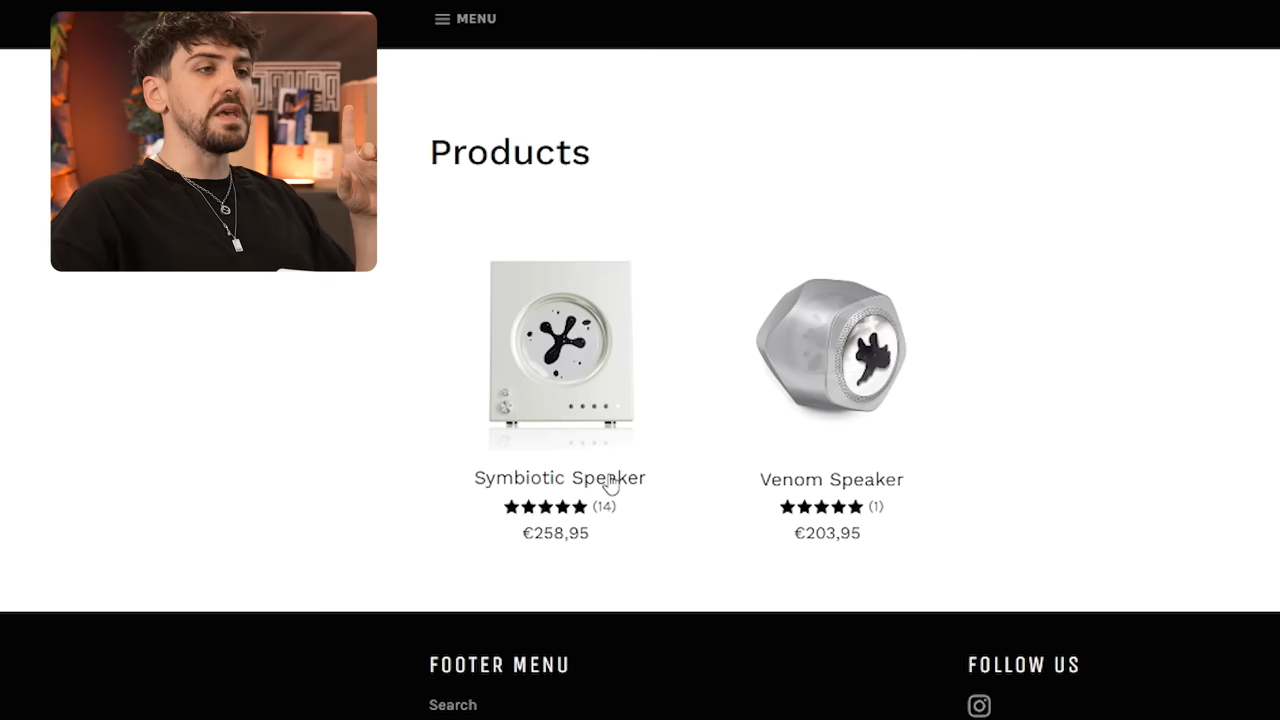 MENU
Products
Symbiotic Speaker
(14)
€258,95
Venom Speaker
(1)
€203,95
FOOTER MENU
Search
FOLLOW US